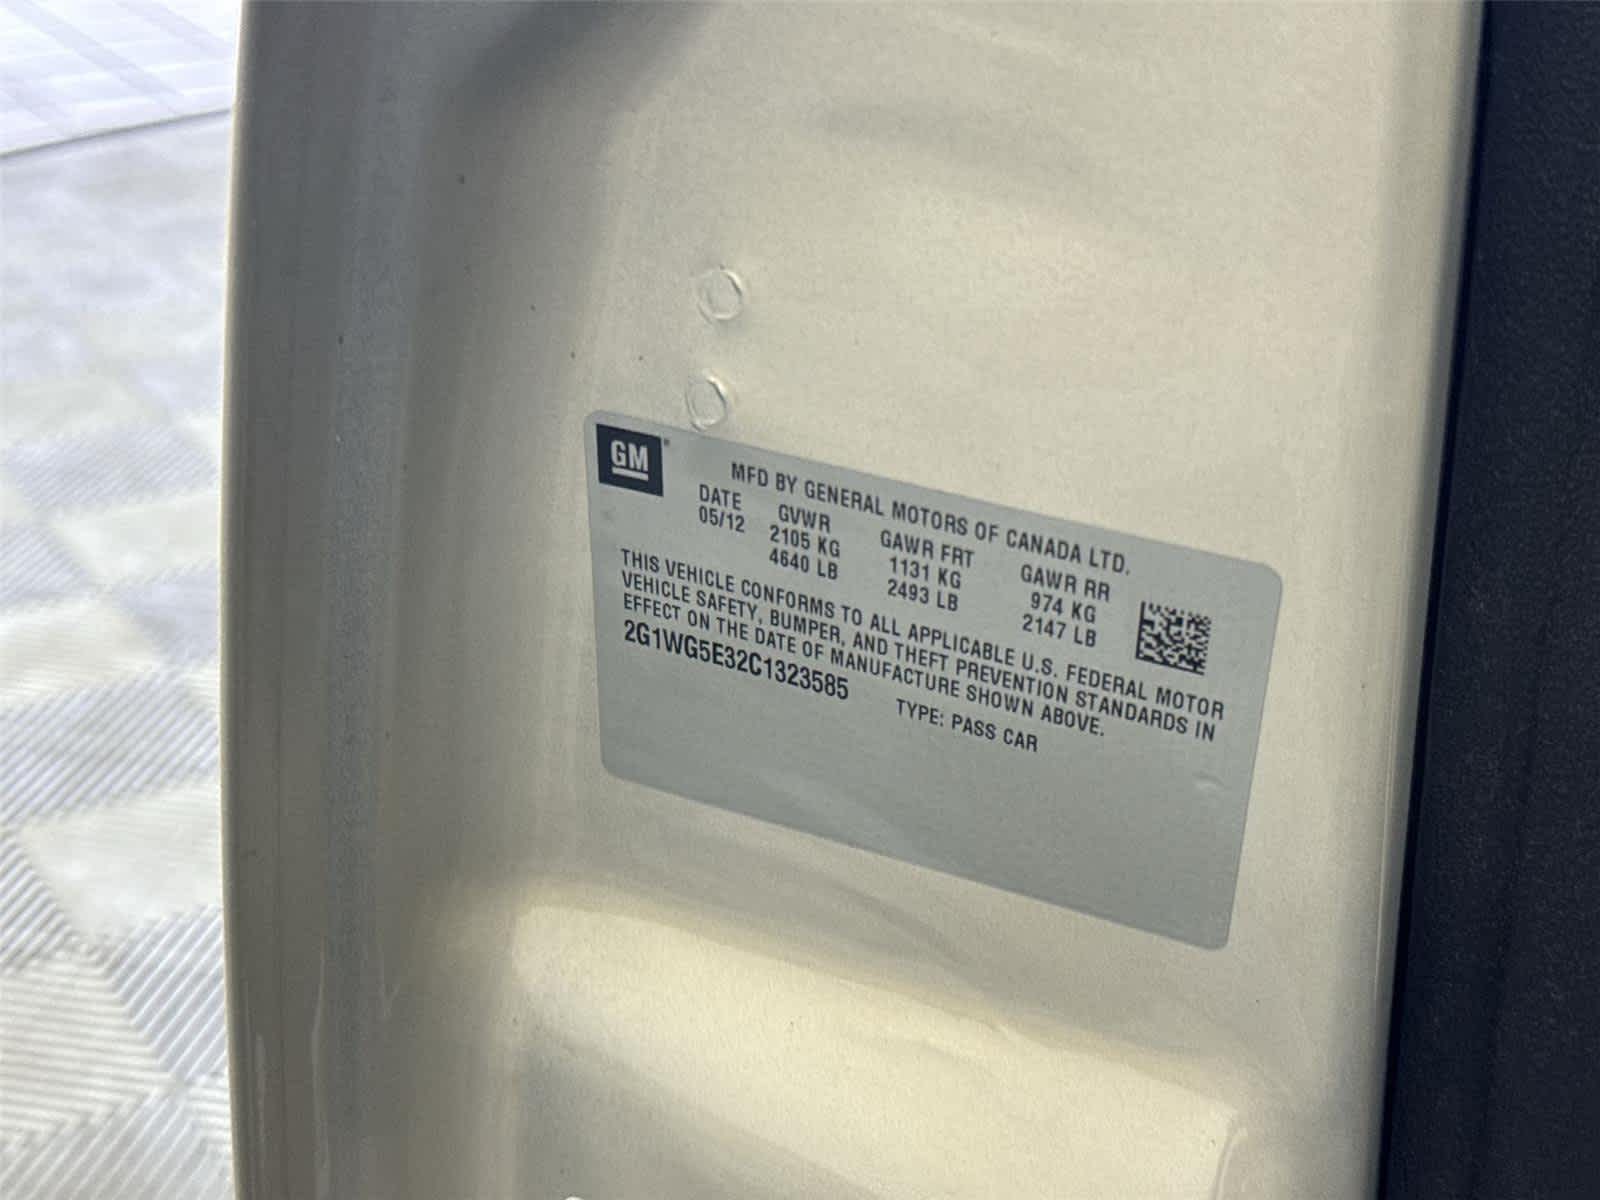 GM®
MFD BY GENERAL MOTORS OF CANADA LTD.
DATE GVWR GAWR FRT GAWR RR
05/12 2105 KG 1131 KG 974 KG
4640 LB 2493 LB 2147 LB
THIS VEHICLE CONFORMS TO ALL APPLICABLE U.S. FEDERAL MOTOR
VEHICLE SAFETY, BUMPER, AND THEFT PREVENTION STANDARDS IN
EFFECT ON THE DATE OF MANUFACTURE SHOWN ABOVE.
2G1WG5E32C1323585 TYPE: PASS CAR